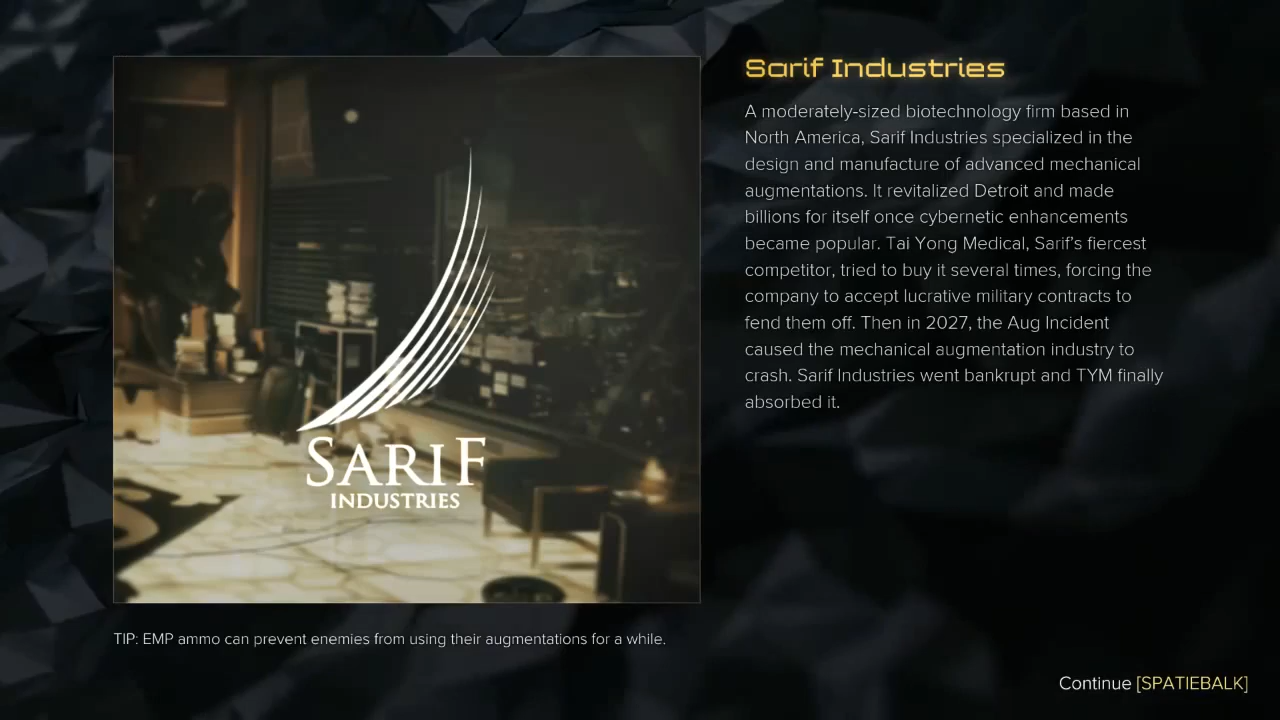 Sarif Industries
A moderately-sized biotechnology firm based in
North America, Sarif Industries specialized in the
design and manufacture of advanced mechanical
augmentations. It revitalized Detroit and made
billions for itself once cybernetic enhancements
became popular. Tai Yong Medical, Sarif's fiercest
competitor, tried to buy it several times, forcing the
company to accept lucrative military contracts to
fend them off. Then in 2027, the Aug Incident
caused the mechanical augmentation industry to
crash. Sarif Industries went bankrupt and TYM finally
absorbed it.
SARIF
INDUSTRIES
TIP: EMP ammo can prevent enemies from using their augmentations for a while.
Continue [SPATIEBALK]